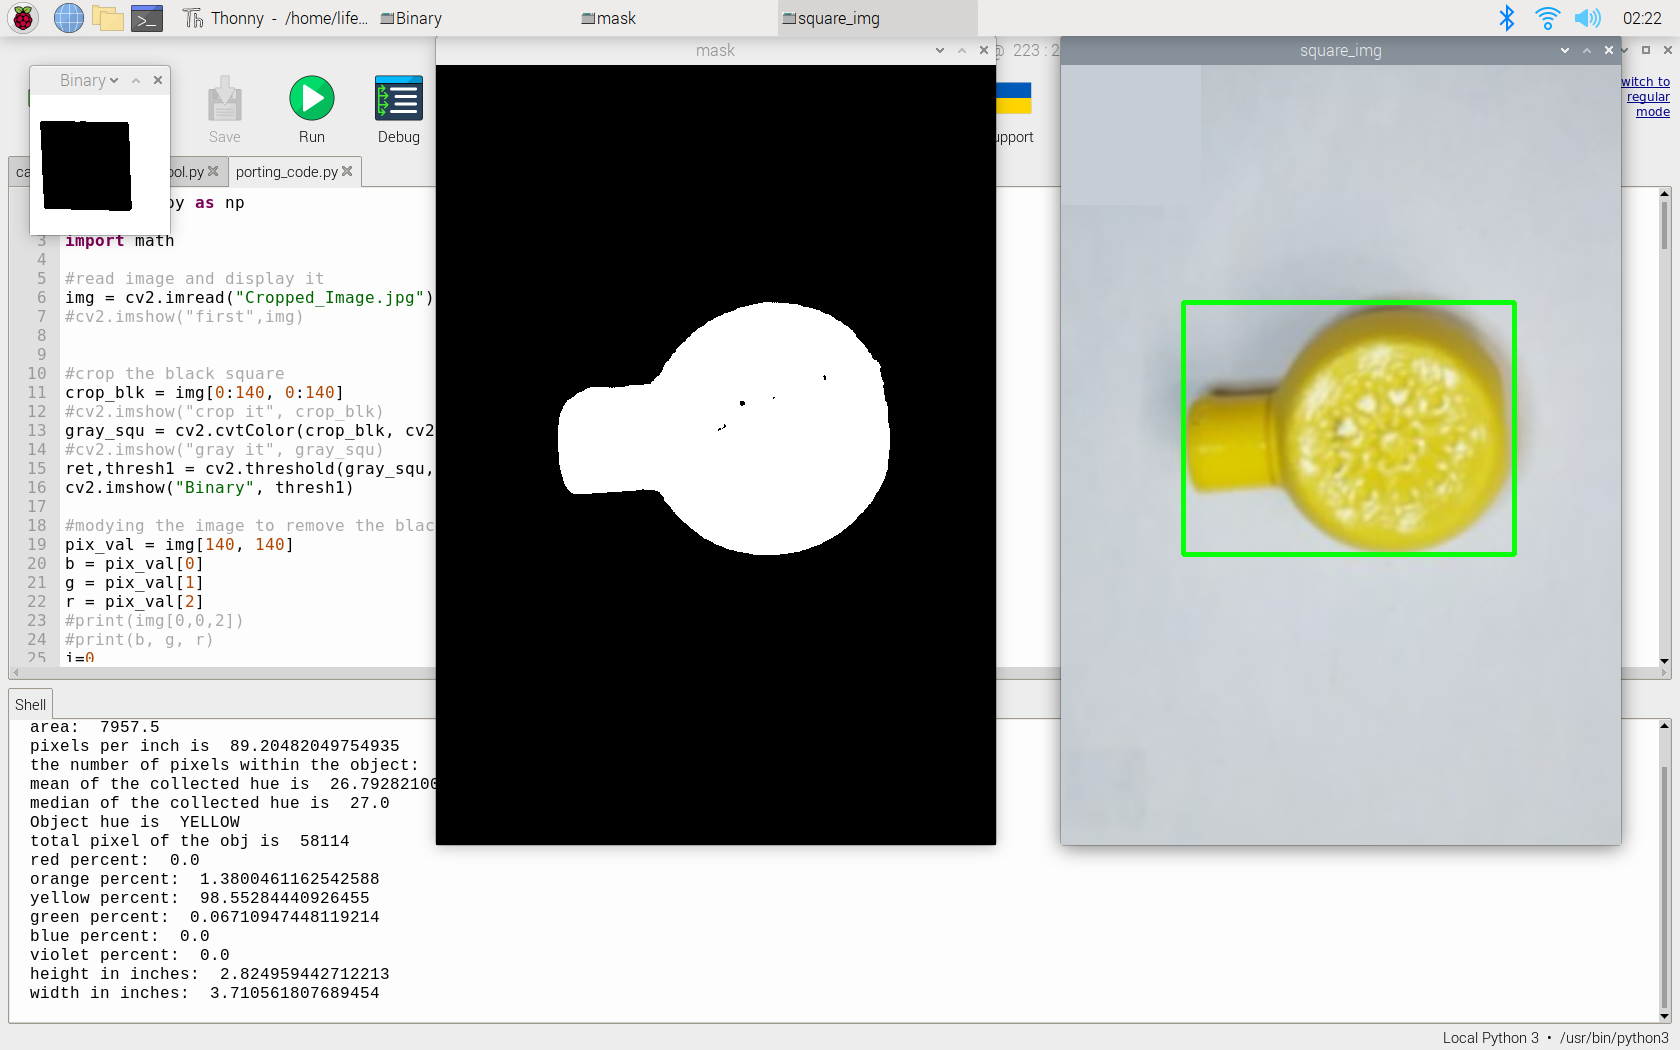 Thonny - /home/life...
Binary
mask
square_img
02:22
mask
@ 223 : 2
square_img
Binary
Save
Run
Debug
upport
witch to
regular
mode
ca
ool.py
porting_code.py
py as np
3 import math
4
5 #read image and display it
6 img = cv2.imread("Cropped_Image.jpg")
7 #cv2.imshow("first",img)
8
9
10 #crop the black square
11 crop_blk = img[0:140, 0:140]
12 #cv2.imshow("crop it", crop_blk)
13 gray_squ = cv2.cvtColor(crop_blk, cv2
14 #cv2.imshow("gray it", gray_squ)
15 ret,thresh1 = cv2.threshold(gray_squ,
16 cv2.imshow("Binary", thresh1)
17
18 #modying the image to remove the blac
19 pix_val = img[140, 140]
20 b = pix_val[0]
21 g = pix_val[1]
22 r = pix_val[2]
23 #print(img[0,0,2])
24 #print(b, g, r)
25 i=0
Shell
area:  7957.5
pixels per inch is  89.20482049754935
the number of pixels within the object:
mean of the collected hue is  26.79282100
median of the collected hue is  27.0
Object hue is  YELLOW
total pixel of the obj is  58114
red percent:  0.0
orange percent:  1.3800461162542588
yellow percent:  98.55284440926455
green percent:  0.06710947448119214
blue percent:  0.0
violet percent:  0.0
height in inches:  2.824959442712213
width in inches:  3.710561807689454
Local Python 3 • /usr/bin/python3